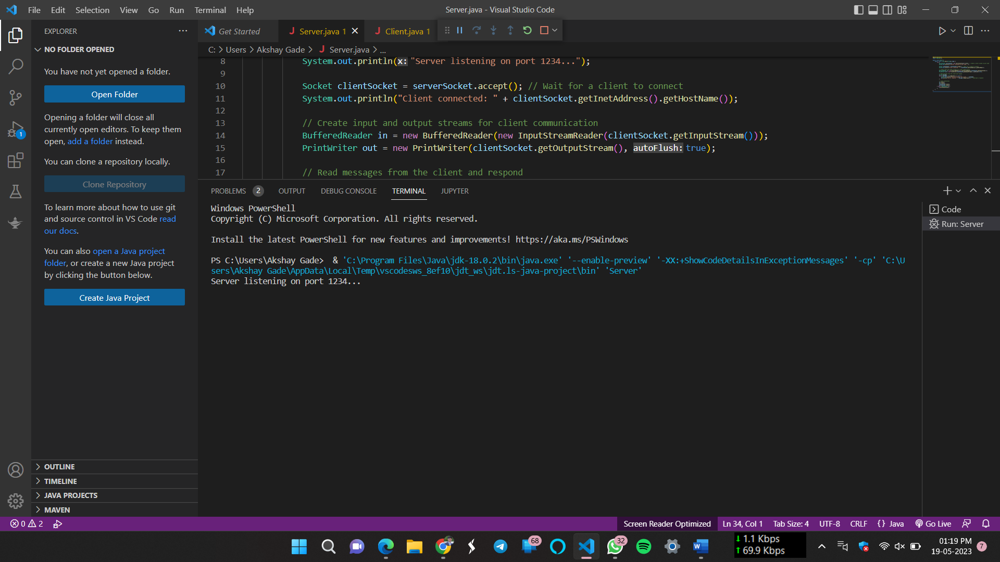 File Edit Selection View Go Run Terminal Help
Server.java - Visual Studio Code
EXPLORER
Get Started
Server.java 1
Client.java 1
NO FOLDER OPENED
C: > Users > Akshay Gade > Server.java > ...
You have not yet opened a folder.
Open Folder
Opening a folder will close all
currently open editors. To keep them
open, add a folder instead.
You can clone a repository locally.
Clone Repository
To learn more about how to use git
and source control in VS Code read
our docs.
You can also open a Java project
folder, or create a new Java project
by clicking the button below.
Create Java Project
OUTLINE
TIMELINE
JAVA PROJECTS
MAVEN
8 System.out.println(x: "Server listening on port 1234...");
9
10 Socket clientSocket = serverSocket.accept(); // Wait for a client to connect
11 System.out.println("Client connected: " + clientSocket.getInetAddress().getHostName());
12
13 // Create input and output streams for client communication
14 BufferedReader in = new BufferedReader(new InputStreamReader(clientSocket.getInputStream()));
15 PrintWriter out = new PrintWriter(clientSocket.getOutputStream(), autoFlush: true);
16
17 // Read messages from the client and respond
PROBLEMS 2 OUTPUT DEBUG CONSOLE TERMINAL JUPYTER
Windows PowerShell
Copyright (C) Microsoft Corporation. All rights reserved.
Install the latest PowerShell for new features and improvements! https://aka.ms/PSWindows
PS C:\Users\Akshay Gade>  & 'C:\Program Files\Java\jdk-18.0.2\bin\java.exe' '--enable-preview' '-XX:+ShowCodeDetailsInExceptionMessages' '-cp' 'C:\U
sers\Akshay Gade\AppData\Local\Temp\vscodesws_8ef10\jdt_ws\jdt.ls-java-project\bin' 'Server'
Server listening on port 1234...
Code
Run: Server
1
0 2
Screen Reader Optimized Ln 34, Col 1 Tab Size: 4 UTF-8 CRLF {} Java Go Live
68
32
1.1 Kbps
69.9 Kbps
01:19 PM
19-05-2023
7